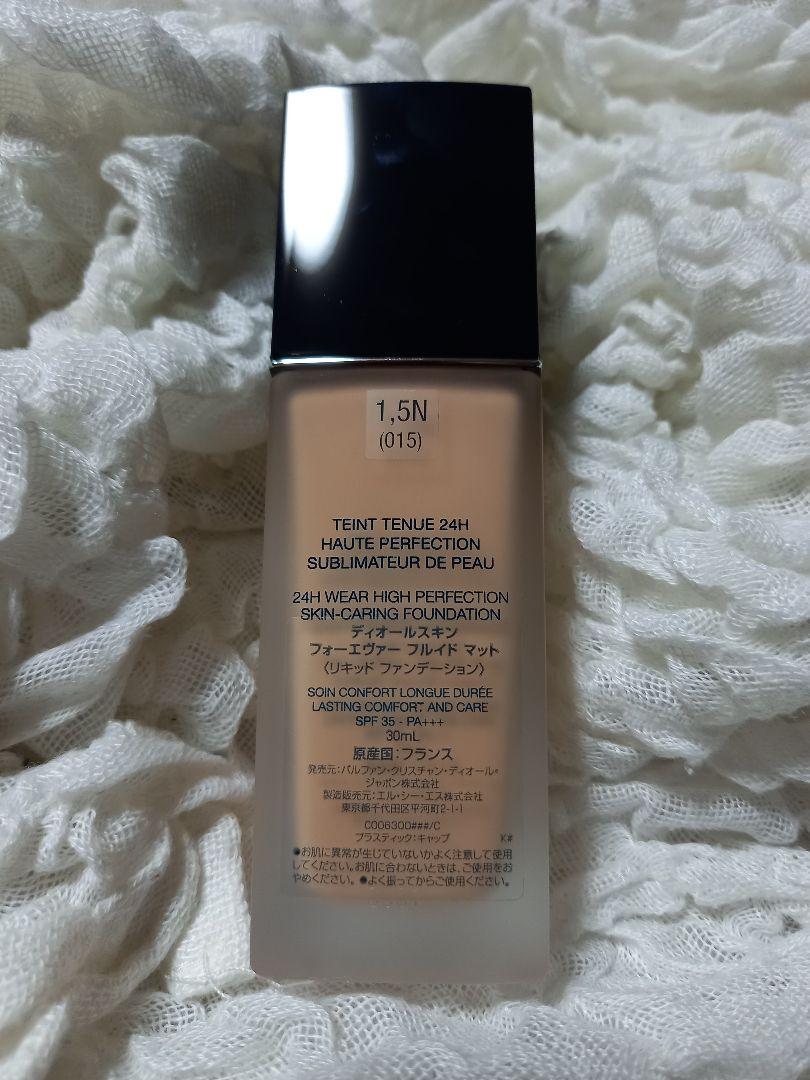 1,5N
(015)
TEINT TENUE 24H
HAUTE PERFECTION
SUBLIMATEUR DE PEAU
24H WEAR HIGH PERFECTION
SKIN-CARING FOUNDATION
ディオールスキン
フォーエヴァー フルイド マット
〈リキッド ファンデーション〉
SOIN CONFORT LONGUE DURÉE
LASTING COMFORT AND CARE
SPF 35 - PA+++
30mL
原産国:フランス
発売元:パルファン・クリスチャン・ディオール・
ジャポン株式会社
製造販売元:エル・シー・エス株式会社
東京都千代田区平河町2-1-1
C006300###/C
プラスティック:キャップ K#
●お肌に異常が生じていないかよく注意して使用
してください。お肌に合わないときは、ご使用をお
やめください。●よく振ってからご使用ください。